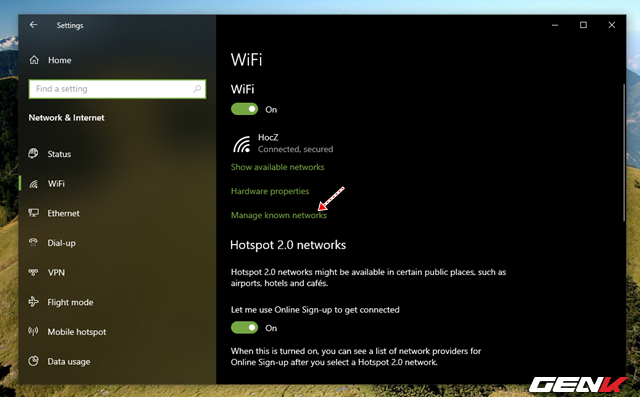 Settings
Home
Find a setting
Network & Internet
Status
WiFi
Ethernet
Dial-up
VPN
Flight mode
Mobile hotspot
Data usage
WiFi
WiFi
On
HocZ
Connected, secured
Show available networks
Hardware properties
Manage known networks
Hotspot 2.0 networks
Hotspot 2.0 networks might be available in certain public places, such as
airports, hotels and cafés.
Let me use Online Sign-up to get connected
On
When this is turned on, you can see a list of network providers for
Online Sign-up after you select a Hotspot 2.0 network.
GENK